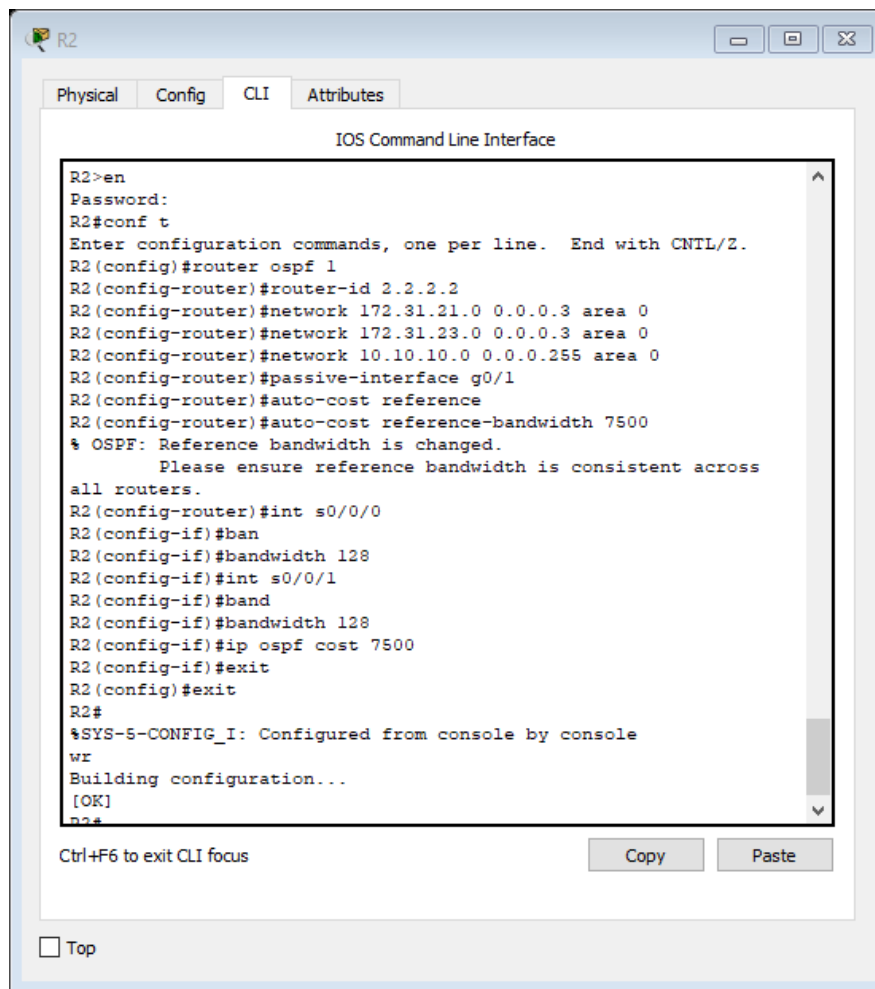 R2
Physical Config CLI Attributes
IOS Command Line Interface
R2>en
Password:
R2#conf t
Enter configuration commands, one per line.  End with CNTL/Z.
R2(config)#router ospf 1
R2(config-router)#router-id 2.2.2.2
R2(config-router)#network 172.31.21.0 0.0.0.3 area 0
R2(config-router)#network 172.31.23.0 0.0.0.3 area 0
R2(config-router)#network 10.10.10.0 0.0.0.255 area 0
R2(config-router)#passive-interface g0/1
R2(config-router)#auto-cost reference
R2(config-router)#auto-cost reference-bandwidth 7500
% OSPF: Reference bandwidth is changed.
        Please ensure reference bandwidth is consistent across
all routers.
R2(config-router)#int s0/0/0
R2(config-if)#ban
R2(config-if)#bandwidth 128
R2(config-if)#int s0/0/1
R2(config-if)#band
R2(config-if)#bandwidth 128
R2(config-if)#ip ospf cost 7500
R2(config-if)#exit
R2(config)#exit
R2#
%SYS-5-CONFIG_I: Configured from console by console
wr
Building configuration...
[OK]
R2#
Ctrl+F6 to exit CLI focus
Copy Paste
Top